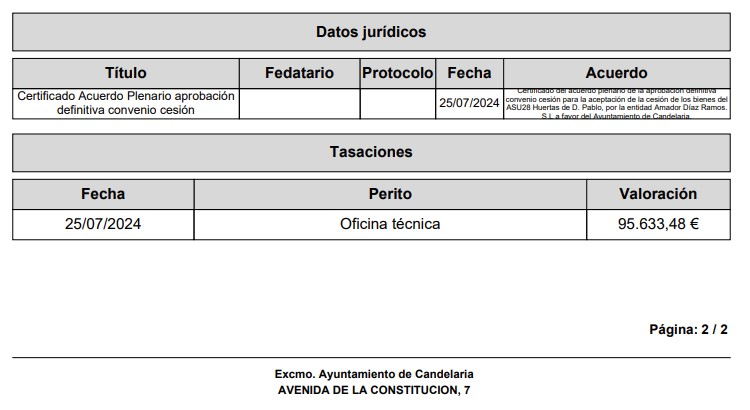 Datos jurídicos
Título Fedatario Protocolo Fecha Acuerdo
Certificado Acuerdo Plenario aprobación
definitiva convenio cesión
25/07/2024
Certificado del acuerdo plenario de la aprobación definitiva
convenio cesión para la aceptación de la cesión de los bienes del
ASU28 Huertas de D. Pablo, por la entidad Amador Díaz Ramos.
S.L a favor del Ayuntamiento de Candelaria.
Tasaciones
Fecha Perito Valoración
25/07/2024 Oficina técnica 95.633,48 €
Página: 2 / 2
Excmo. Ayuntamiento de Candelaria
AVENIDA DE LA CONSTITUCION, 7